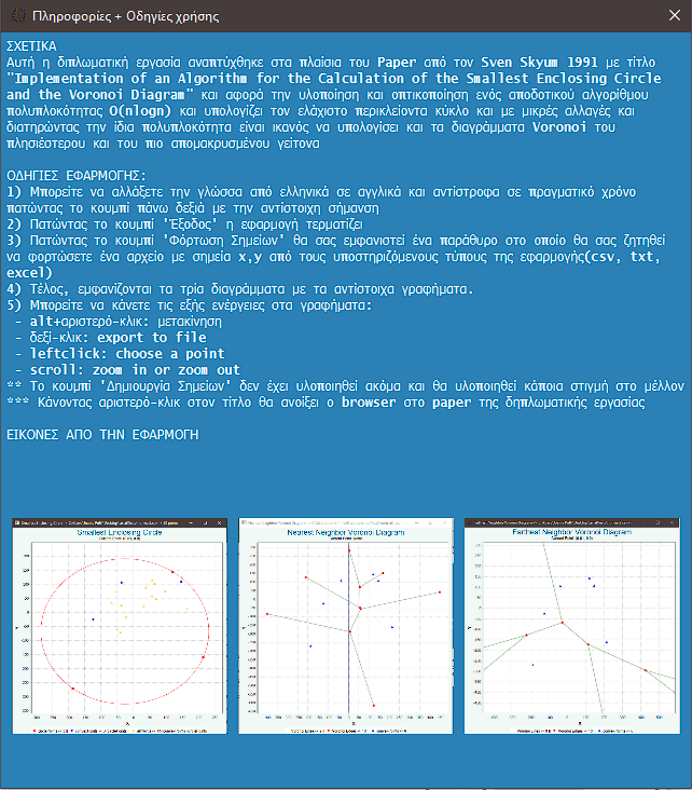 Πληροφορίες + Οδηγίες χρήσης
ΣΧΕΤΙΚΑ
Αυτή η διπλωματική εργασία αναπτύχθηκε στα πλαίσια του Paper από τον Sven Skyum 1991 με τίτλο
"Implementation of an Algorithm for the Calculation of the Smallest Enclosing Circle
and the Voronoi Diagram" και αφορά την υλοποίηση και οπτικοποίηση ενός αποδοτικού αλγορίθμου
πολυπλοκότητας O(nlogn) και υπολογίζει τον ελάχιστο περικλείοντα κύκλο και με μικρές αλλαγές και
διατηρώντας την ίδια πολυπλοκότητα είναι ικανός να υπολογίσει και τα διαγράμματα Voronoi του
πλησιέστερου και του πιο απομακρυσμένου γείτονα
ΟΔΗΓΙΕΣ ΕΦΑΡΜΟΓΗΣ:
1) Μπορείτε να αλλάξετε την γλώσσα από ελληνικά σε αγγλικά και αντίστροφα σε πραγματικό χρόνο
πατώντας το κουμπί πάνω δεξιά με την αντίστοιχη σήμανση
2) Πατώντας το κουμπί 'Έξοδος' η εφαρμογή τερματίζει
3) Πατώντας το κουμπί 'Φόρτωση Σημείων' θα σας εμφανιστεί ένα παράθυρο στο οποίο θα σας ζητηθεί
να φορτώσετε ένα αρχείο με σημεία x,y από τους υποστηριζόμενους τύπους της εφαρμογής(csv, txt,
excel)
4) Τέλος, εμφανίζονται τα τρία διαγράμματα με τα αντίστοιχα γραφήματα.
5) Μπορείτε να κάνετε τις εξής ενέργειες στα γραφήματα:
- alt+αριστερό-κλικ: μετακίνηση
- δεξί-κλικ: export to file
- leftclick: choose a point
- scroll: zoom in or zoom out
** Το κουμπί 'Δημιουργία Σημείων' δεν έχει υλοποιηθεί ακόμα και θα υλοποιηθεί κάποια στιγμή στο μέλλον
*** Κάνοντας αριστερό-κλικ στον τίτλο θα ανοίξει ο browser στο paper της δηπλωματικής εργασίας
ΕΙΚΟΝΕΣ ΑΠΟ ΤΗΝ ΕΦΑΡΜΟΓΗ
Smallest Enclosing Circle
Nearest Neighbor Voronoi Diagram
Farthest Neighbor Voronoi Diagram